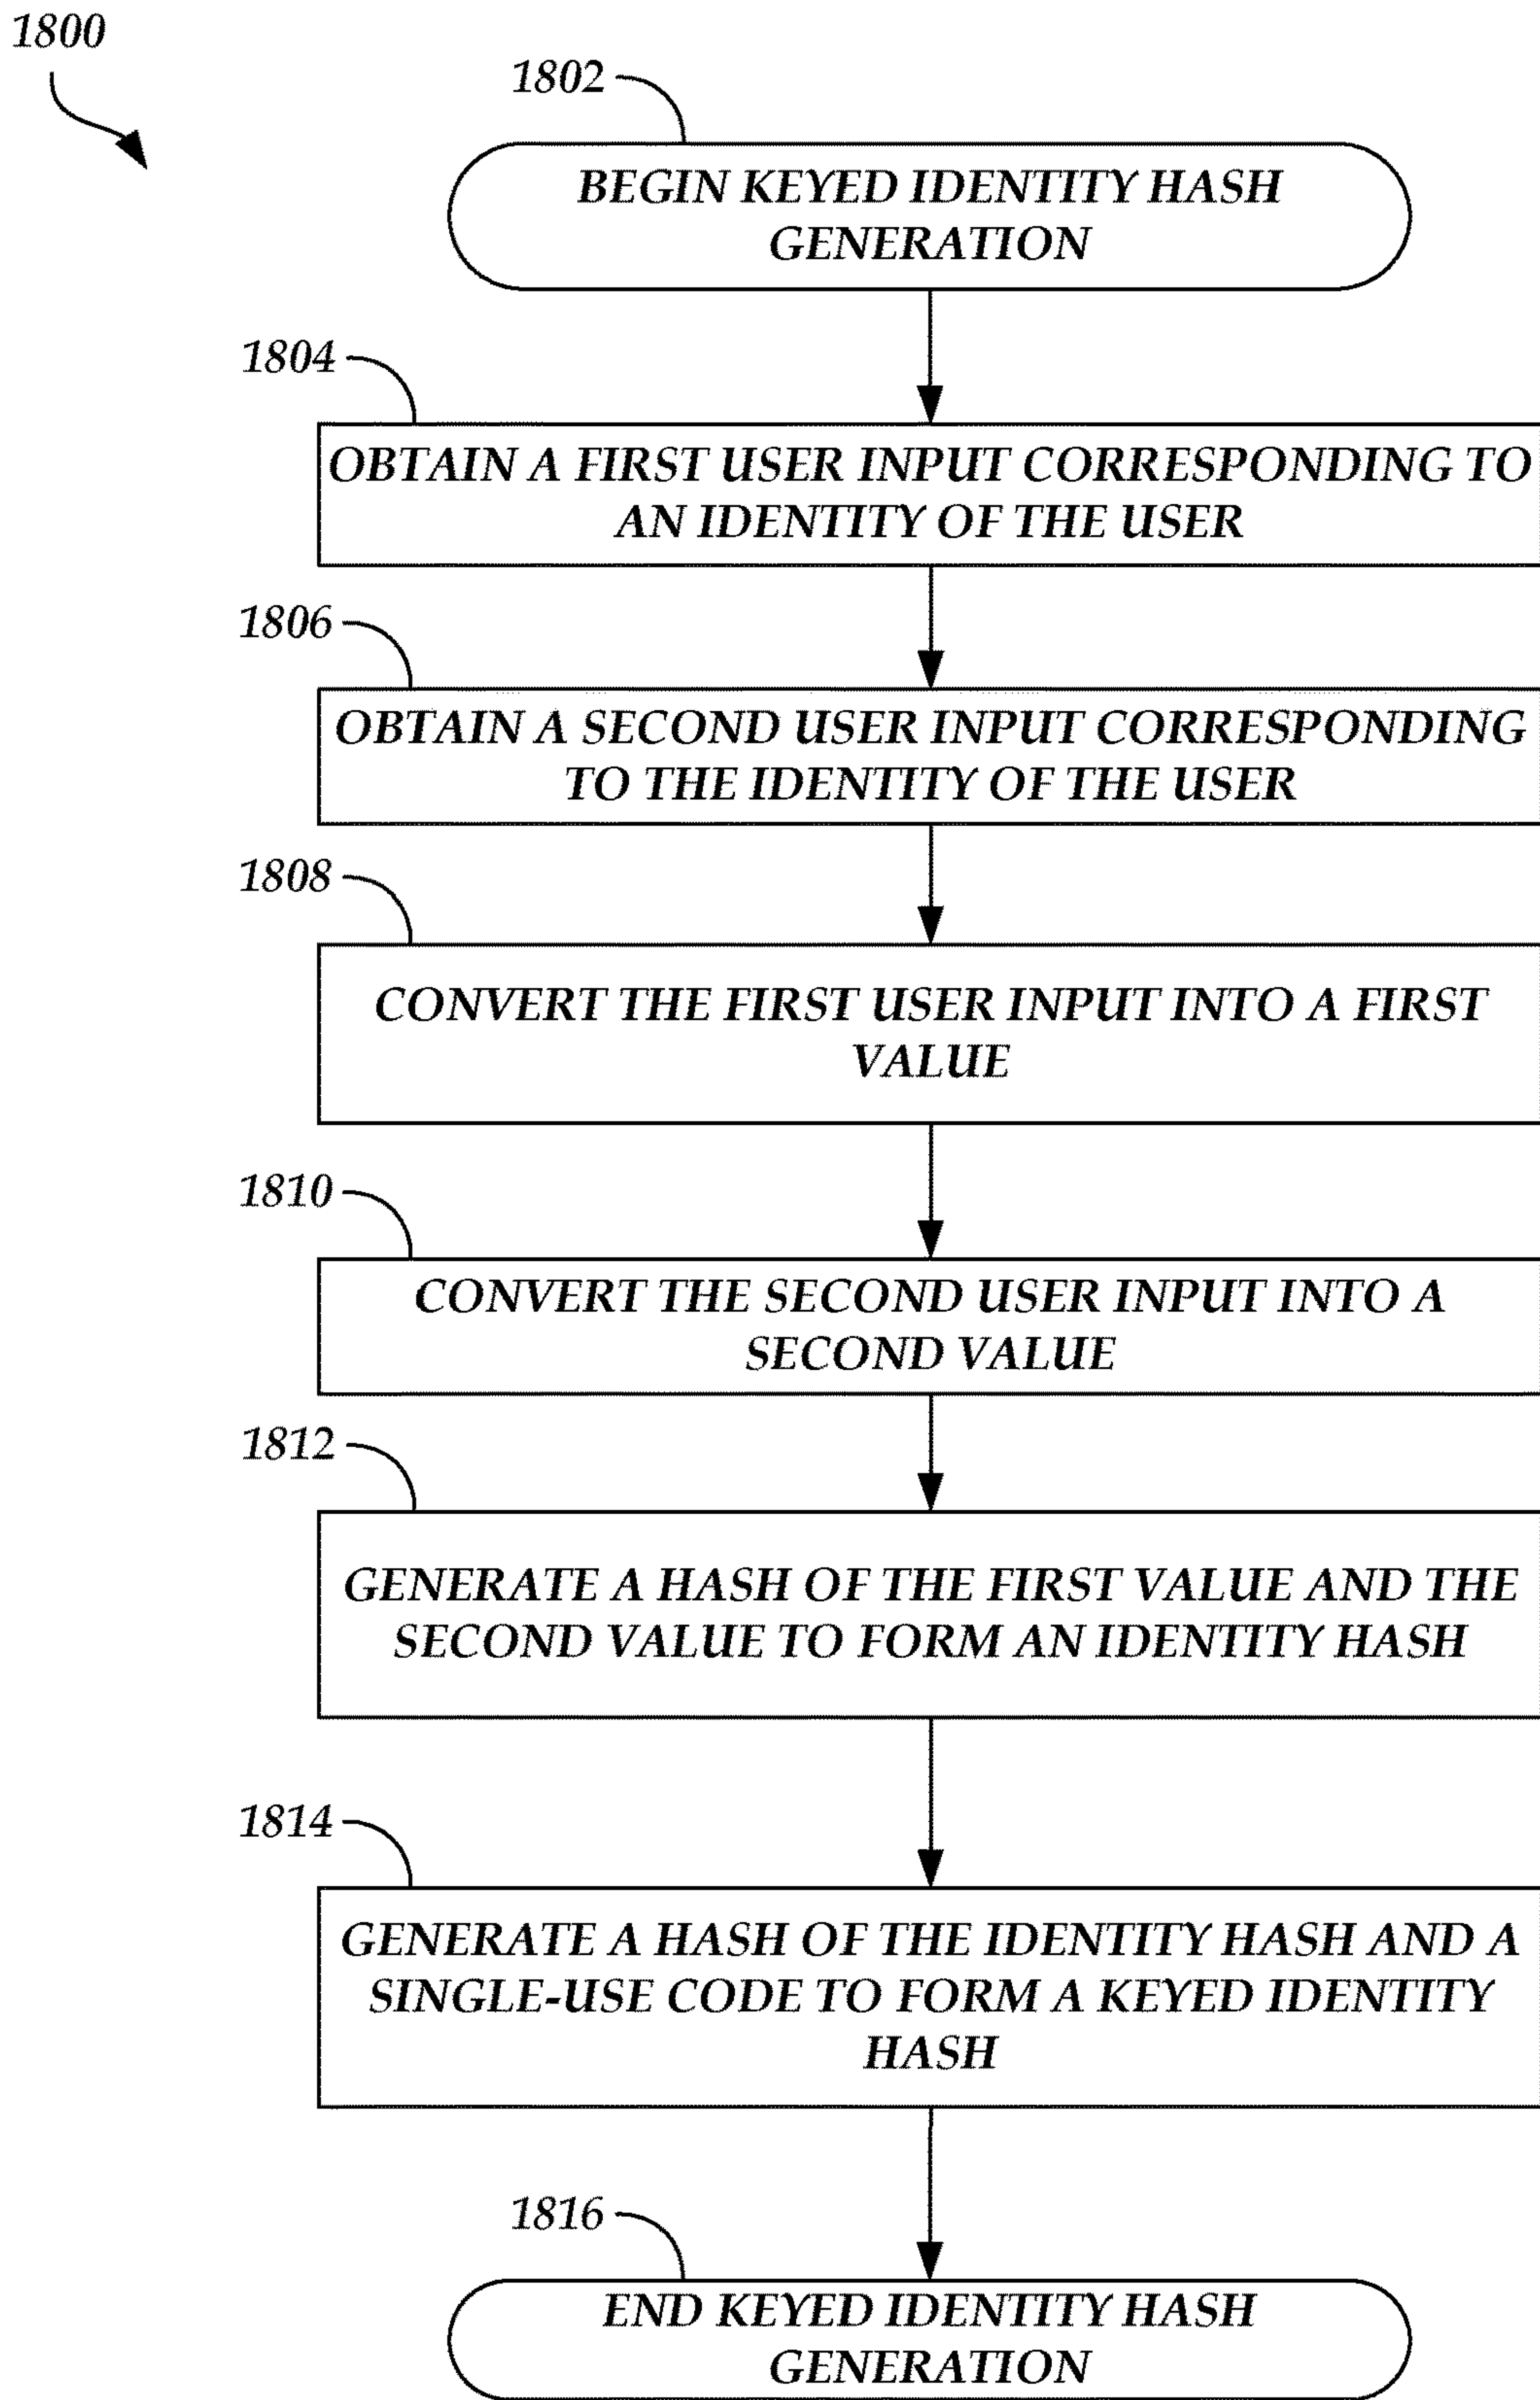 1800
1802
BEGIN KEYED IDENTITY HASH
GENERATION
1804
OBTAIN A FIRST USER INPUT CORRESPONDING TO
AN IDENTITY OF THE USER
1806
OBTAIN A SECOND USER INPUT CORRESPONDING
TO THE IDENTITY OF THE USER
1808
CONVERT THE FIRST USER INPUT INTO A FIRST
VALUE
1810
CONVERT THE SECOND USER INPUT INTO A
SECOND VALUE
1812
GENERATE A HASH OF THE FIRST VALUE AND THE
SECOND VALUE TO FORM AN IDENTITY HASH
1814
GENERATE A HASH OF THE IDENTITY HASH AND A
SINGLE-USE CODE TO FORM A KEYED IDENTITY
HASH
1816
END KEYED IDENTITY HASH
GENERATION